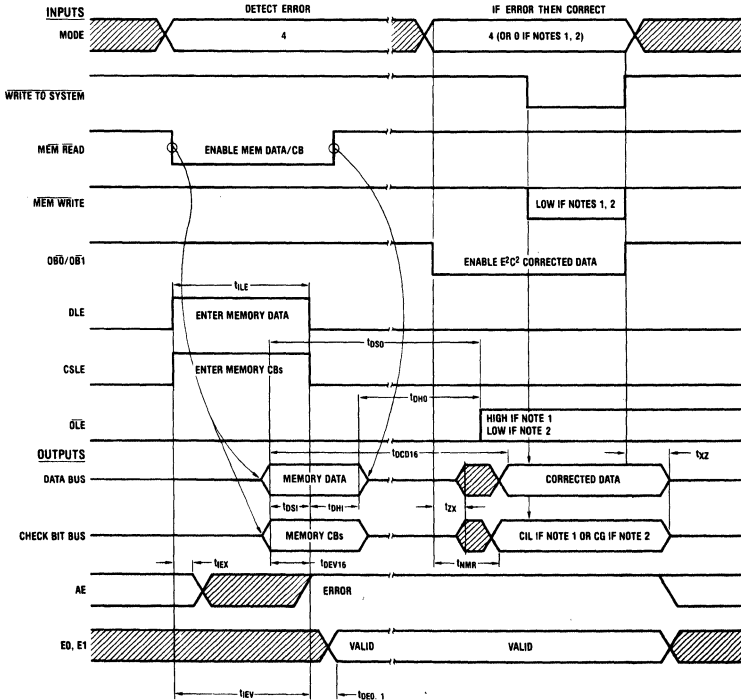 INPUTS
DETECT ERROR
IF ERROR THEN CORRECT
MODE
4
4 (OR 0 IF NOTES 1, 2)
WRITE TO SYSTEM
MEM READ
ENABLE MEM DATA/CB
MEM WRITE
LOW IF NOTES 1, 2
OB0/OB1
ENABLE E²C² CORRECTED DATA
tILE
DLE
ENTER MEMORY DATA
tDSO
CSLE
ENTER MEMORY CBs
tDHO
OLE
HIGH IF NOTE 1
LOW IF NOTE 2
OUTPUTS
tDCD16
tXZ
DATA BUS
MEMORY DATA
CORRECTED DATA
tDSI
tDHI
tZX
CHECK BIT BUS
MEMORY CBs
CIL IF NOTE 1 OR CG IF NOTE 2
tIEX
tDEV16
tNMR
AE
ERROR
E0, E1
VALID
VALID
tIEV
tDE0, 1